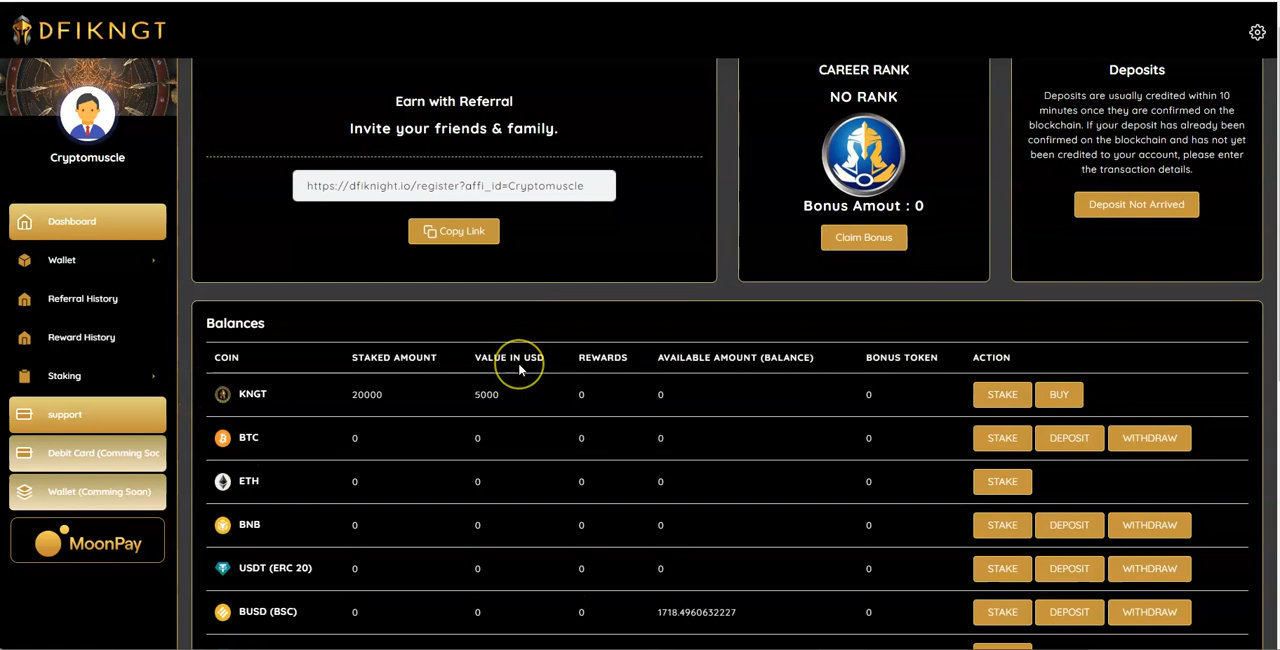 DFIKNGT
Cryptomuscle
Dashboard
Wallet
Referral History
Reward History
Staking
support
Debit Card (Comming Soc
Wallet (Comming Soon)
MoonPay
Earn with Referral
Invite your friends & family.
https://dfiknight.io/register?affi_id=Cryptomuscle
Copy Link
CAREER RANK
NO RANK
Bonus Amout : 0
Claim Bonus
Deposits
Deposits are usually credited within 10
minutes once they are confirmed on the
blockchain. If your deposit has already been
confirmed on the blockchain and has not yet
been credited to your account, please enter
the transaction details.
Deposit Not Arrived
Balances
COIN STAKED AMOUNT VALUE IN USD REWARDS AVAILABLE AMOUNT (BALANCE) BONUS TOKEN ACTION
KNGT 20000 5000 0 0 0 STAKE BUY
BTC 0 0 0 0 0 STAKE DEPOSIT WITHDRAW
ETH 0 0 0 0 0 STAKE
BNB 0 0 0 0 0 STAKE DEPOSIT WITHDRAW
USDT (ERC 20) 0 0 0 0 0 STAKE DEPOSIT WITHDRAW
BUSD (BSC) 0 0 0 1718.4960632227 0 STAKE DEPOSIT WITHDRAW